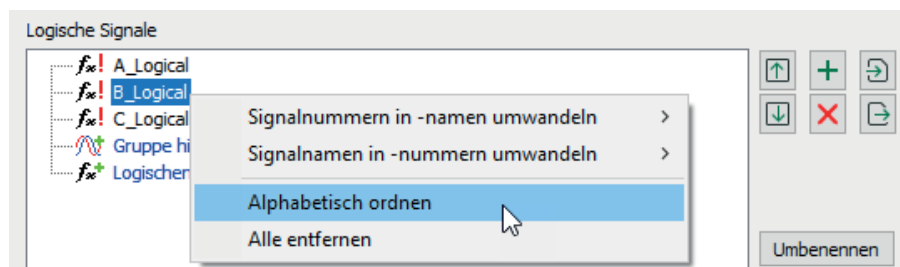 Logische Signale
A_Logical
B_Logical
C_Logical
Signalnummern in -namen umwandeln
Gruppe hi
Signalnamen in -nummern umwandeln
Logischen
Alphabetisch ordnen
Alle entfernen
Umbenennen